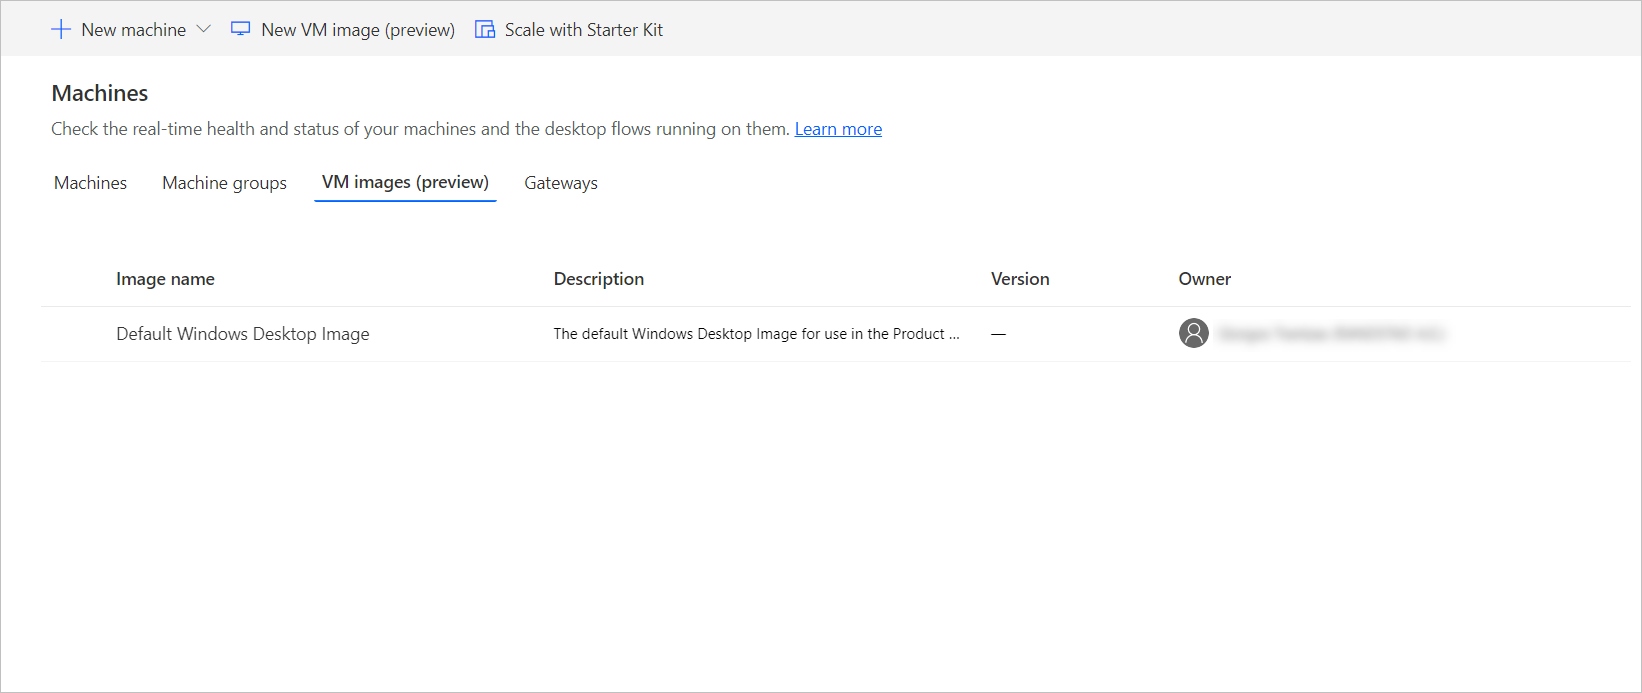 New machine New VM image (preview) Scale with Starter Kit
Machines
Check the real-time health and status of your machines and the desktop flows running on them. Learn more
Machines Machine groups VM images (preview) Gateways
Image name Description Version Owner
Default Windows Desktop Image The default Windows Desktop Image for use in the Product ... —